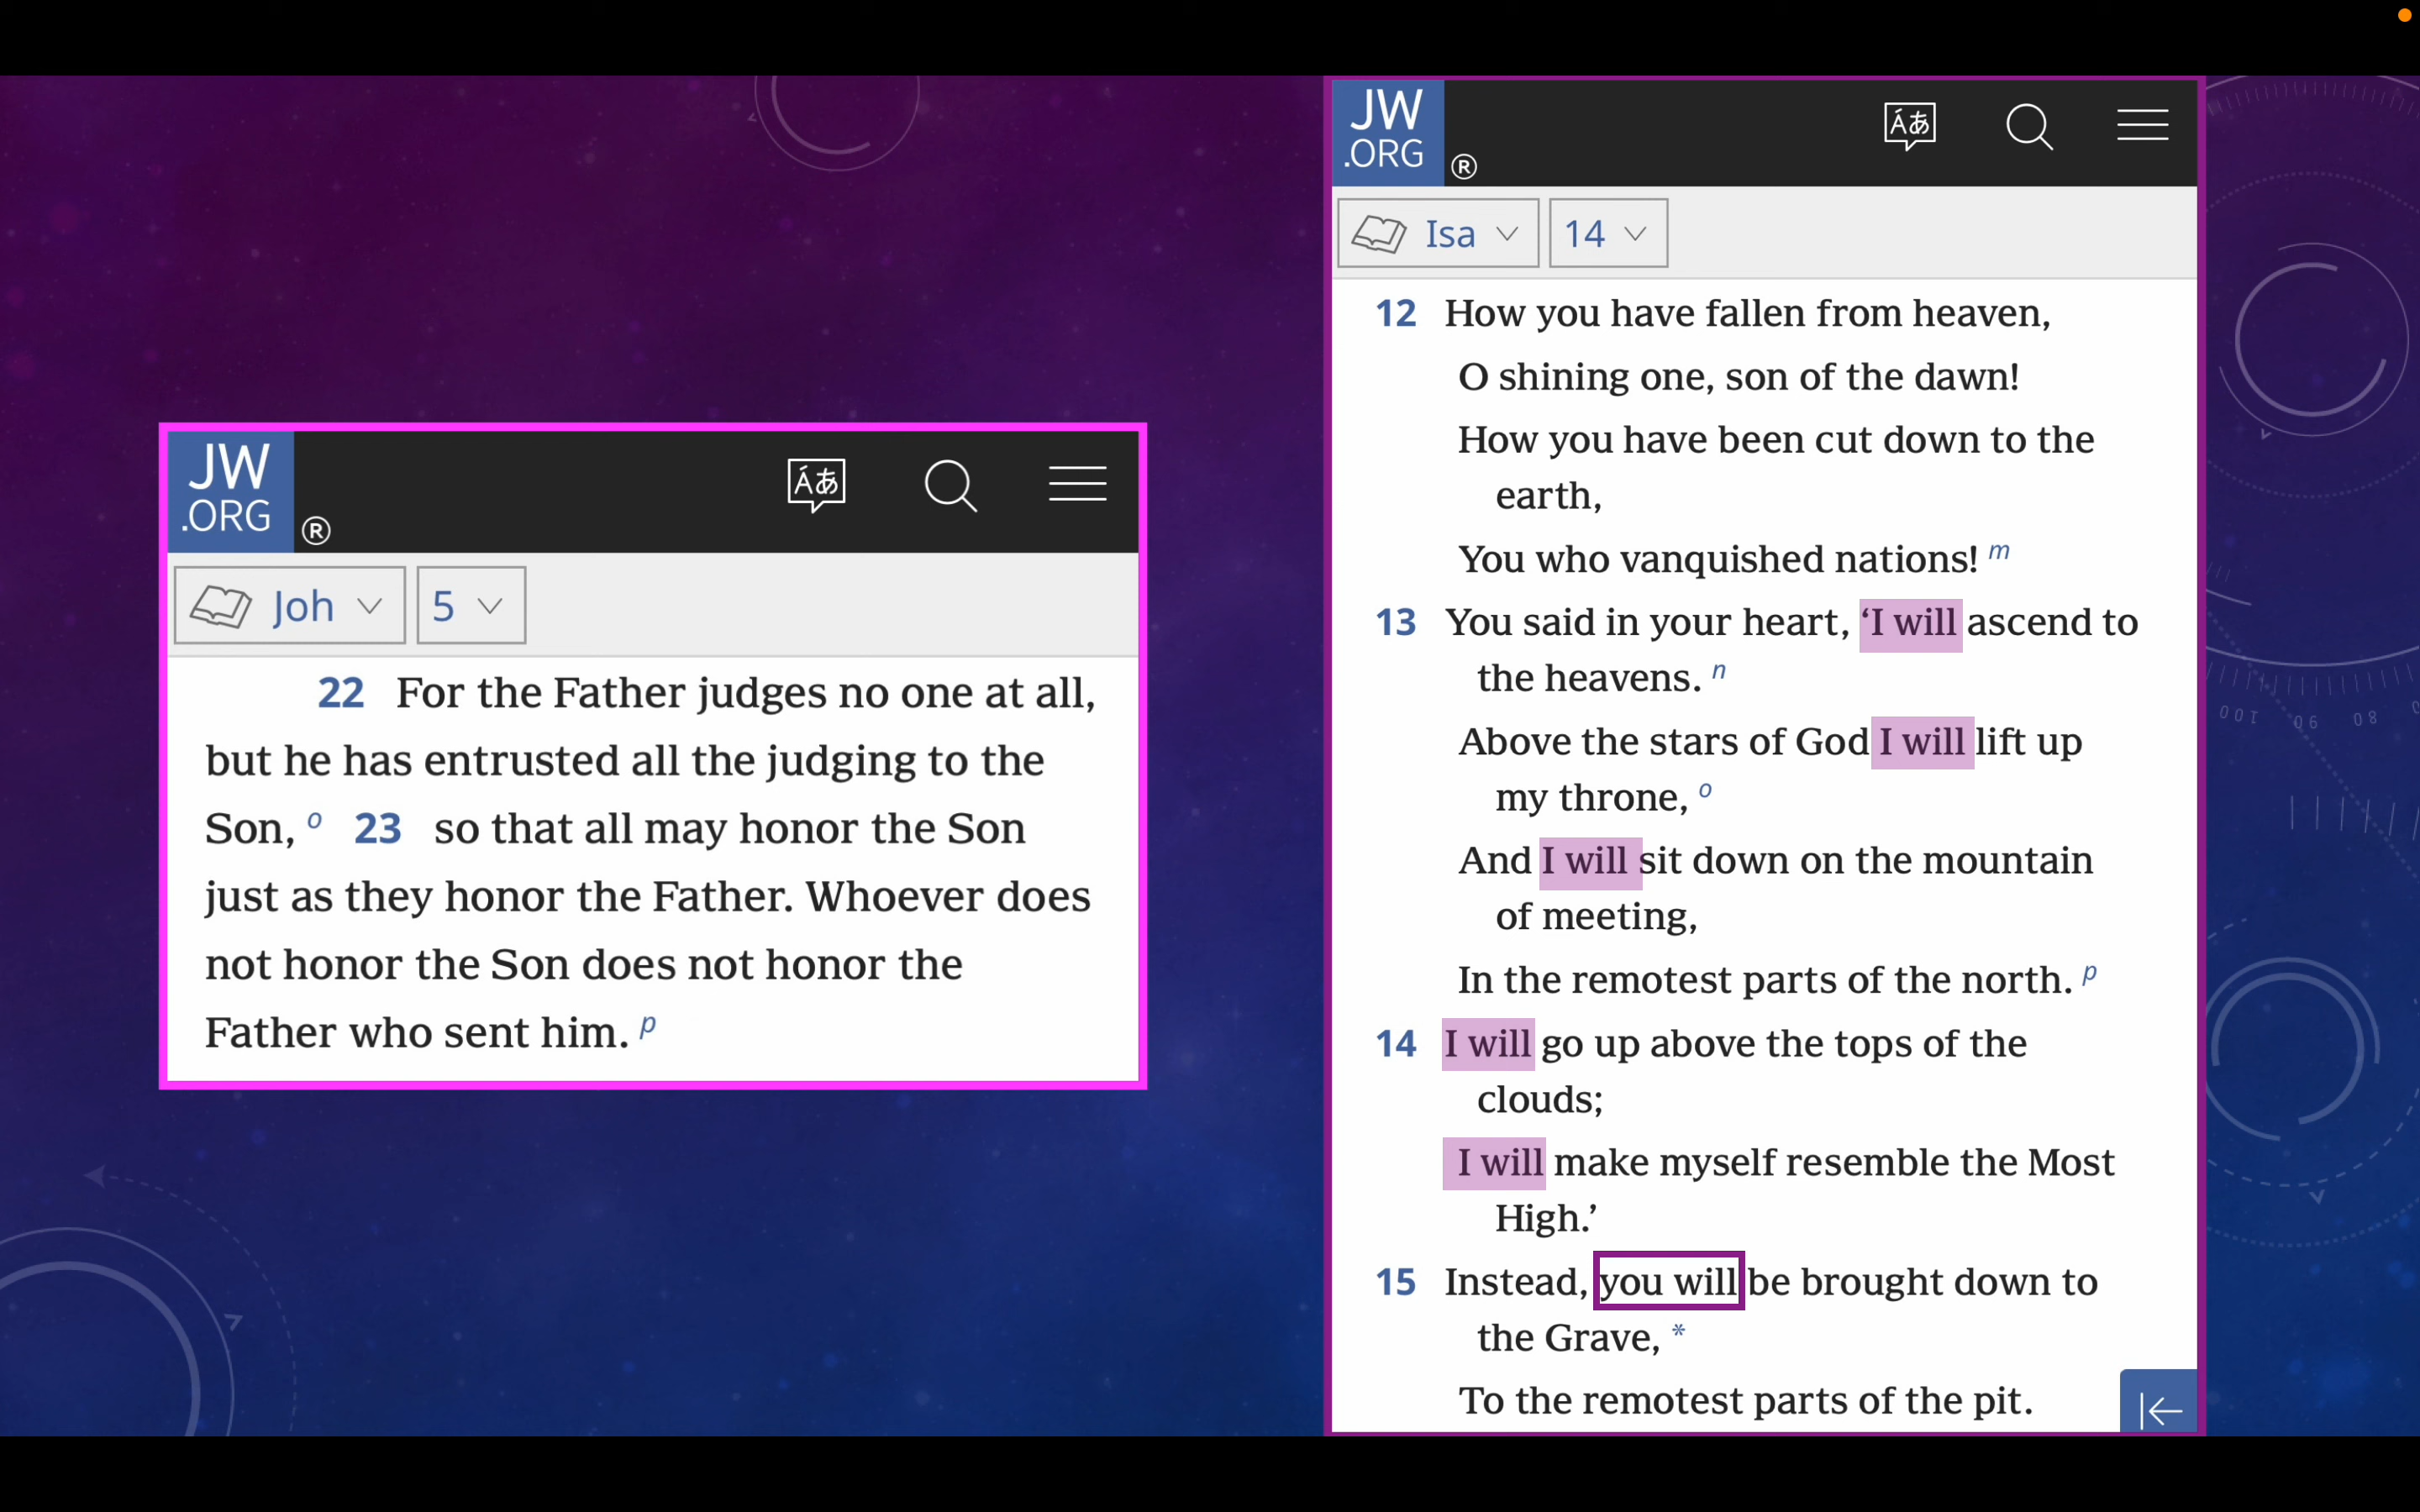 JW
.ORG
®
Áあ
Joh
5
22 For the Father judges no one at all,
but he has entrusted all the judging to the
Son, o 23 so that all may honor the Son
just as they honor the Father. Whoever does
not honor the Son does not honor the
Father who sent him. p
JW
.ORG
®
Áあ
Isa
14
12 How you have fallen from heaven,
O shining one, son of the dawn!
How you have been cut down to the
earth,
You who vanquished nations! m
13 You said in your heart, ‘I will ascend to
the heavens. n
Above the stars of God I will lift up
my throne, o
And I will sit down on the mountain
of meeting,
In the remotest parts of the north. p
14 I will go up above the tops of the
clouds;
I will make myself resemble the Most
High.’
15 Instead, you will be brought down to
the Grave, *
To the remotest parts of the pit.
100 90 80